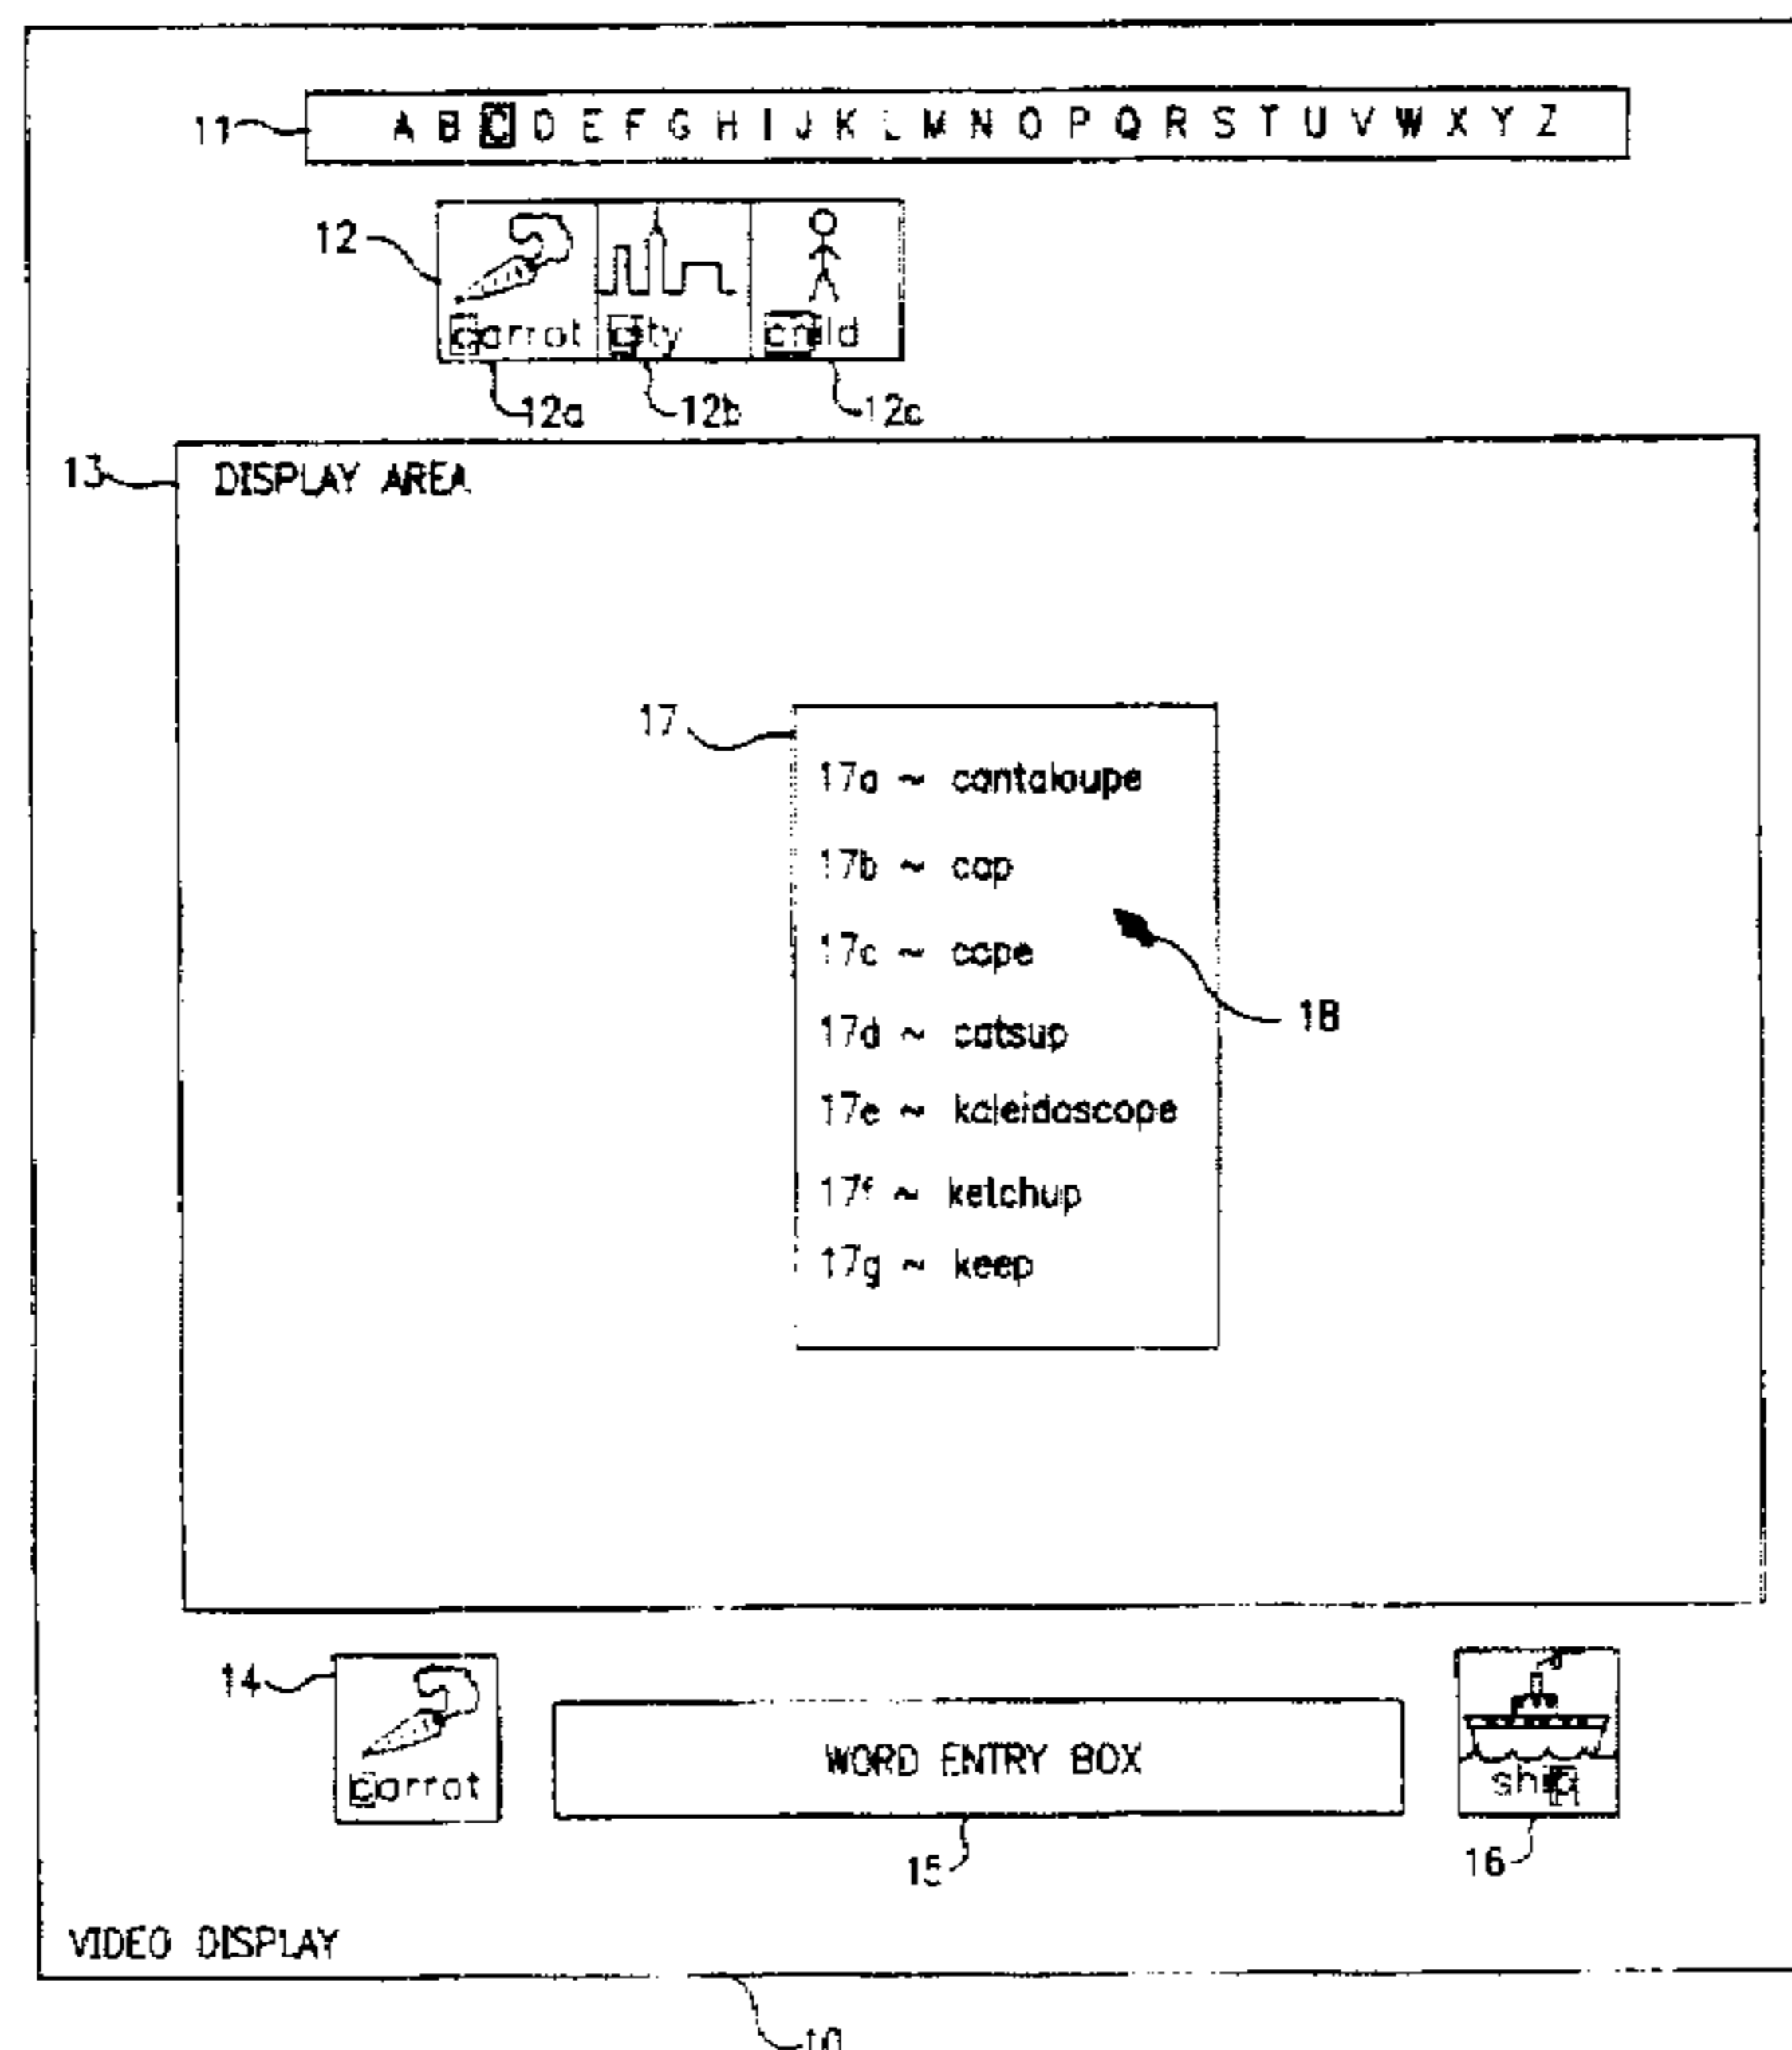 11 A B C D E F G H I J K L M N O P Q R S T U V W X Y Z
12
carrot city child
12a 12b 12c
13 DISPLAY AREA
17
17a ~ cantaloupe
17b ~ cap
17c ~ cape
18
17d ~ catsup
17e ~ kaleidoscope
17f ~ ketchup
17g ~ keep
14
WORD ENTRY BOX
carrot ship
15 16
VIDEO DISPLAY
10